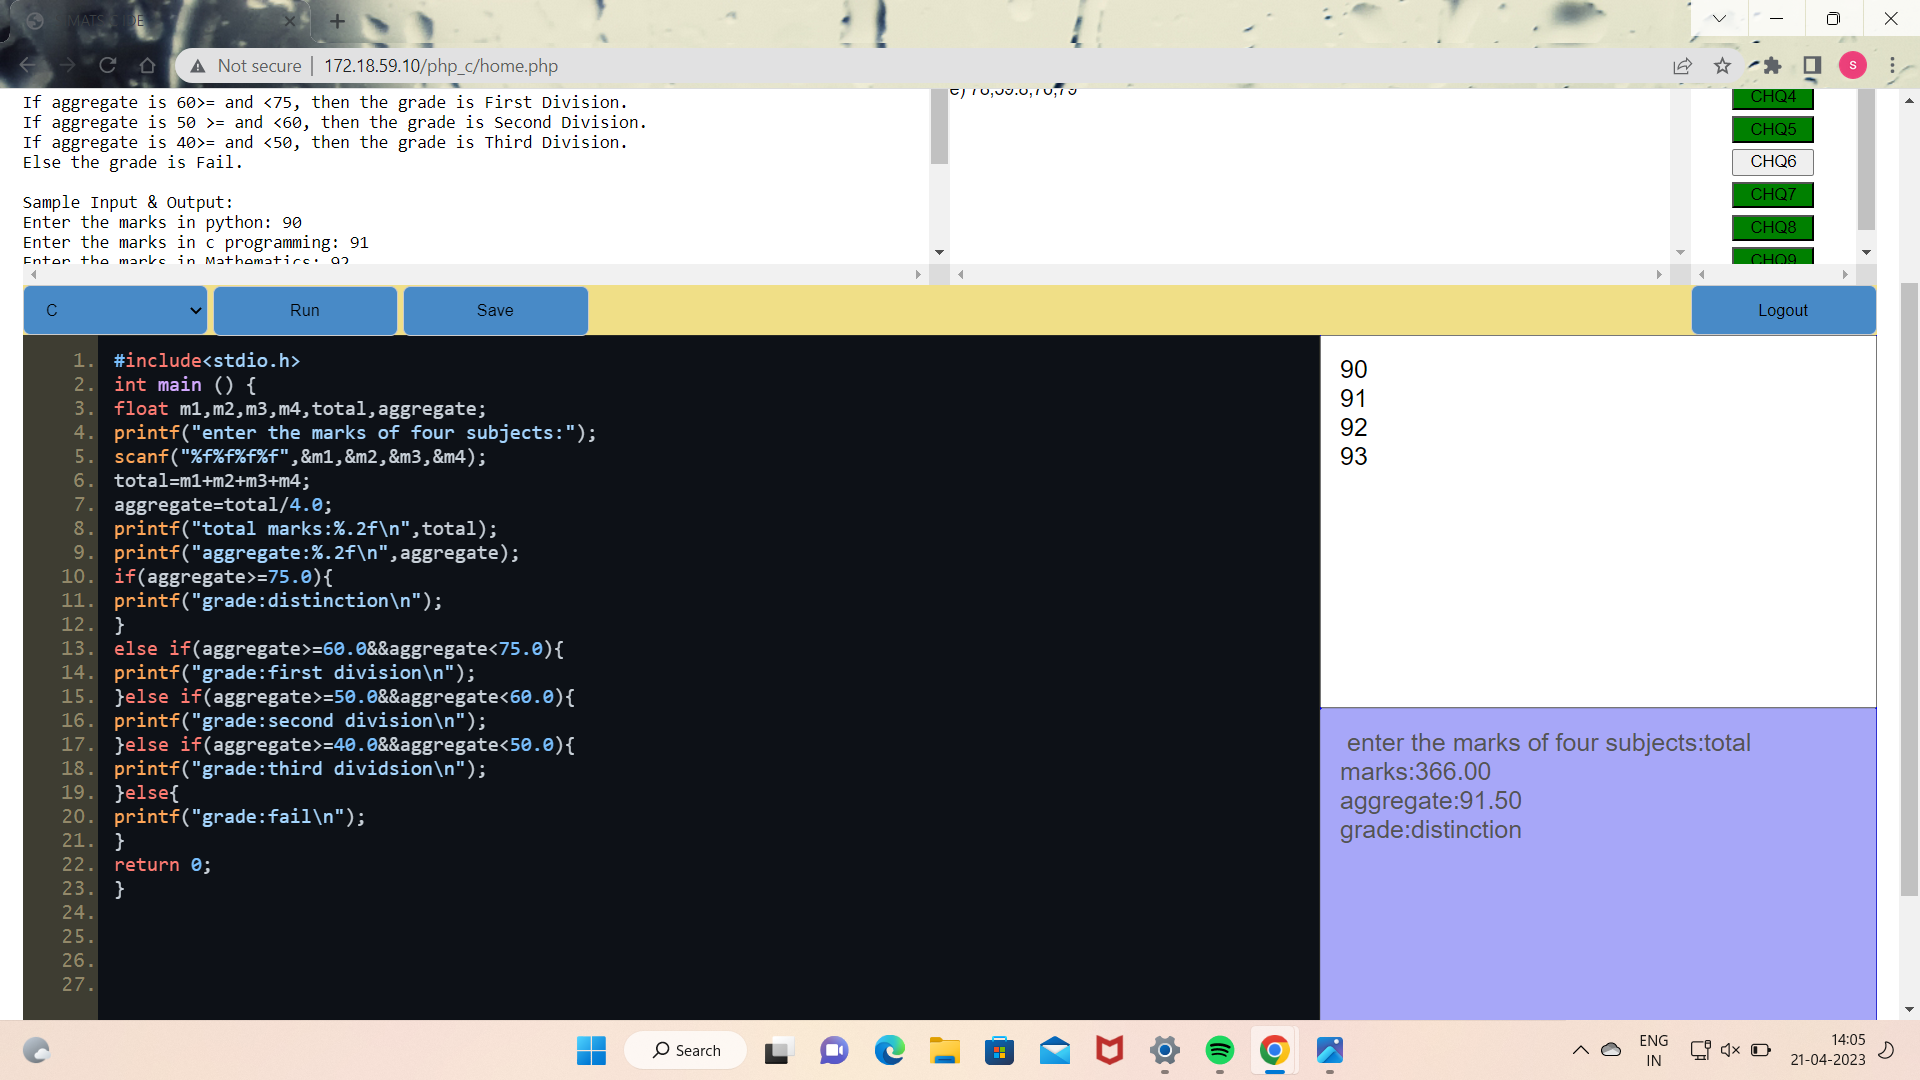 Not secure | 172.18.59.10/php_c/home.php
S
If aggregate is 60>= and <75, then the grade is First Division.
If aggregate is 50 >= and <60, then the grade is Second Division.
If aggregate is 40>= and <50, then the grade is Third Division.
Else the grade is Fail.
Sample Input & Output:
Enter the marks in python: 90
Enter the marks in c programming: 91
Enter the marks in Mathematics: 92
CHQ4
CHQ5
CHQ6
CHQ7
CHQ8
CHQ9
C
Run
Save
Logout
1. #include<stdio.h>
2. int main () {
3. float m1,m2,m3,m4,total,aggregate;
4. printf("enter the marks of four subjects:");
5. scanf("%f%f%f%f",&m1,&m2,&m3,&m4);
6. total=m1+m2+m3+m4;
7. aggregate=total/4.0;
8. printf("total marks:%.2f\n",total);
9. printf("aggregate:%.2f\n",aggregate);
10. if(aggregate>=75.0){
11. printf("grade:distinction\n");
12. }
13. else if(aggregate>=60.0&&aggregate<75.0){
14. printf("grade:first division\n");
15. }else if(aggregate>=50.0&&aggregate<60.0){
16. printf("grade:second division\n");
17. }else if(aggregate>=40.0&&aggregate<50.0){
18. printf("grade:third dividsion\n");
19. }else{
20. printf("grade:fail\n");
21. }
22. return 0;
23. }
24.
25.
26.
27.
90
91
92
93
enter the marks of four subjects:total
marks:366.00
aggregate:91.50
grade:distinction
Search
ENG
IN
14:05
21-04-2023